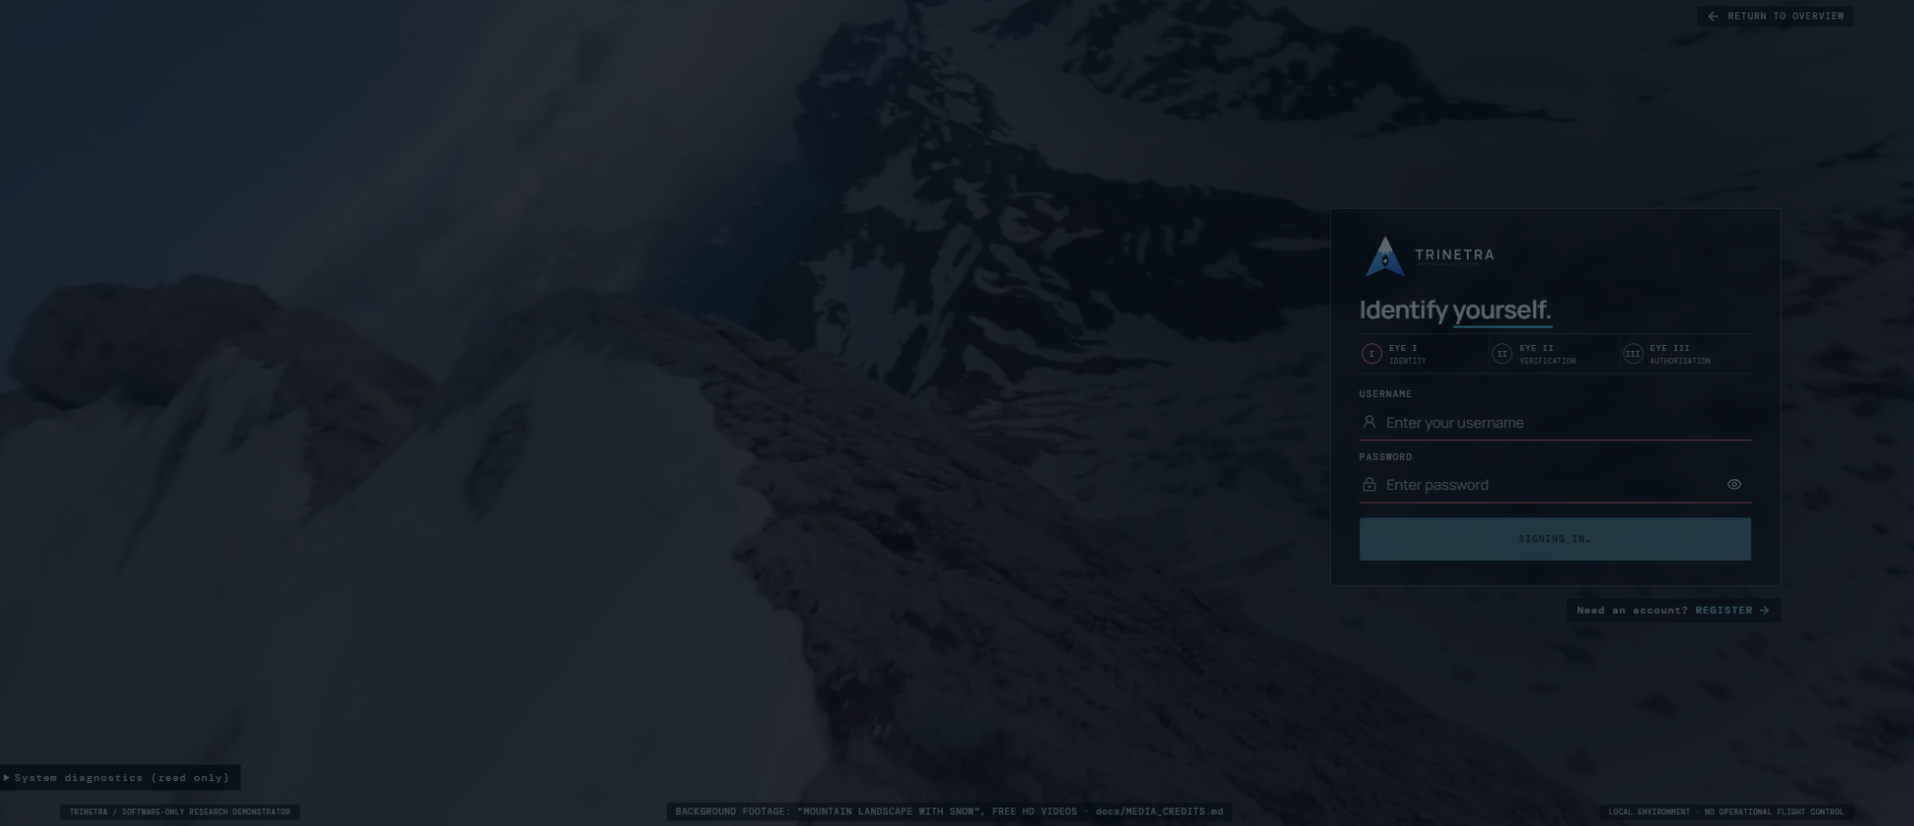 ← RETURN TO OVERVIEW
TRINETRA
Identify yourself.
I EYE I IDENTITY
II EYE II VERIFICATION
III EYE III AUTHORISATION
USERNAME
Enter your username
PASSWORD
Enter password
SIGNING IN…
Need an account? REGISTER →
▶ System diagnostics (read only)
TRINETRA / SOFTWARE-ONLY RESEARCH DEMONSTRATOR
BACKGROUND FOOTAGE: "MOUNTAIN LANDSCAPE WITH SNOW", FREE HD VIDEOS · docs/MEDIA_CREDITS.md
LOCAL ENVIRONMENT · NO OPERATIONAL FLIGHT CONTROL